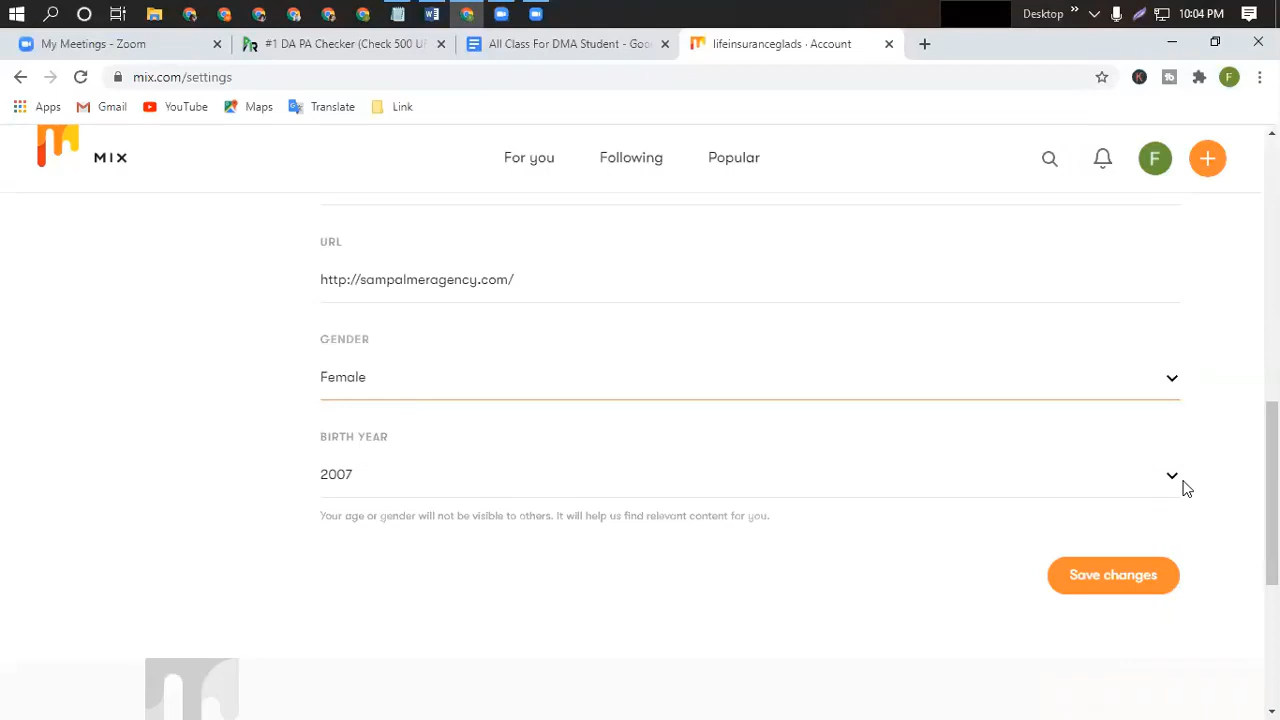 Desktop
10:04 PM
My Meetings - Zoom
#1 DA PA Checker (Check 500 UR
All Class For DMA Student - Goo
lifeinsuranceglads · Account
mix.com/settings
K
F
Apps
Gmail
YouTube
Maps
Translate
Link
MIX
For you
Following
Popular
F
URL
http://sampalmeragency.com/
GENDER
Female
BIRTH YEAR
2007
Your age or gender will not be visible to others. It will help us find relevant content for you.
Save changes